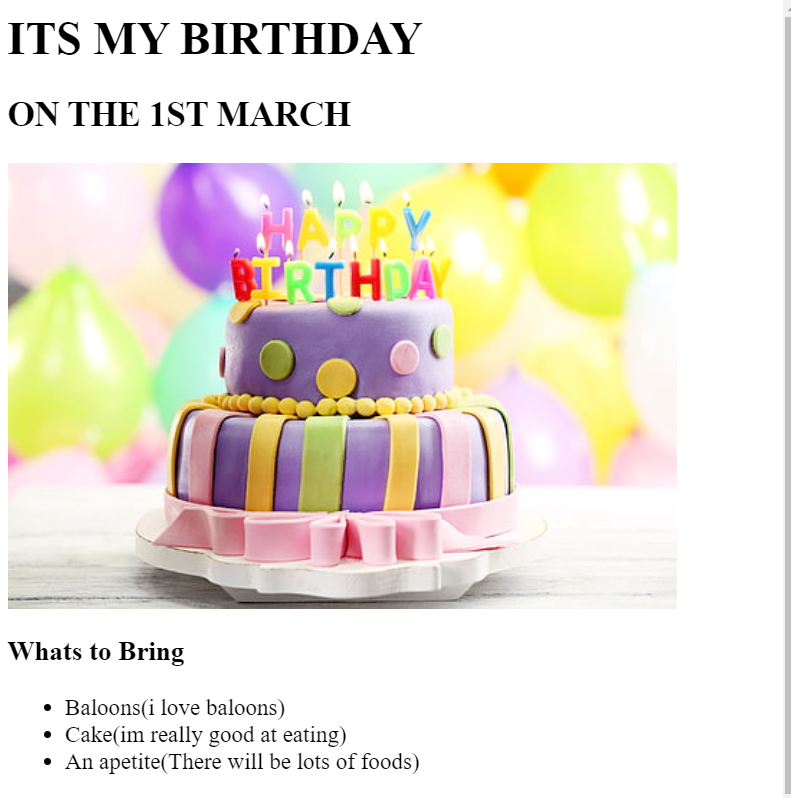 ITS MY BIRTHDAY
ON THE 1ST MARCH
HAPPY
BIRTHDAY
Whats to Bring
Baloons(i love baloons)
Cake(im really good at eating)
An apetite(There will be lots of foods)